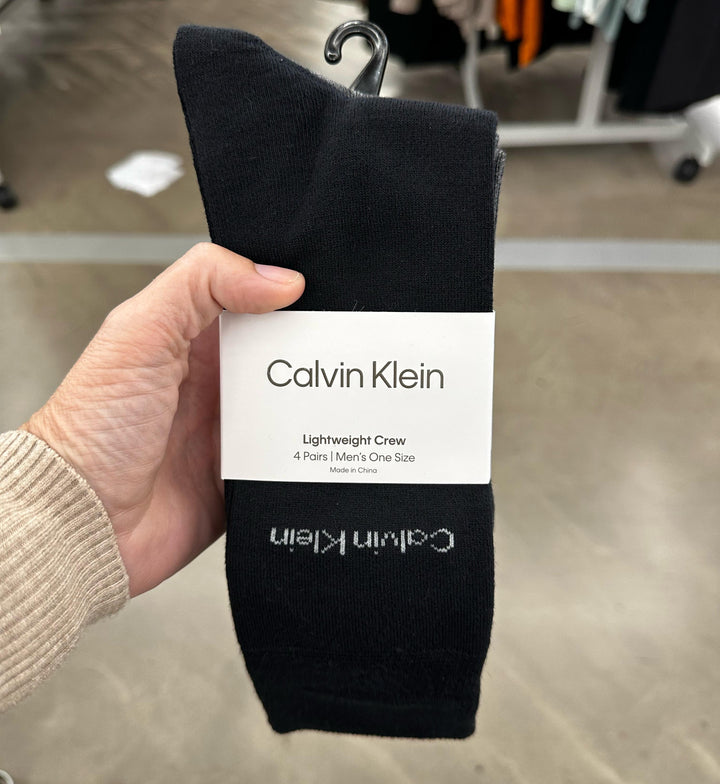 Calvin Klein
Lightweight Crew
4 Pairs | Men's One Size
Made in China
Calvin Klein